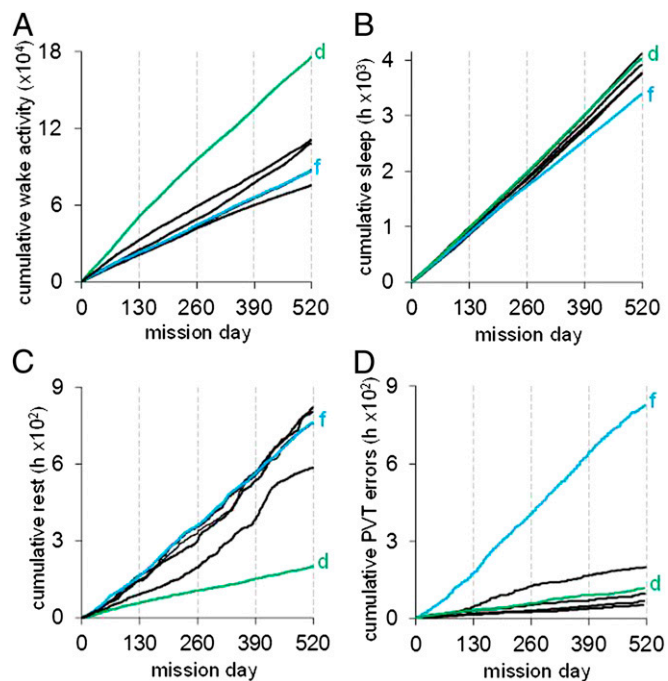 A
cumulative wake activity (x10⁴)
18
12
6
0
d
f
0 130 260 390 520
mission day
B
cumulative sleep (h x10³)
4
3
2
1
0
d
f
0 130 260 390 520
mission day
C
cumulative rest (h x10²)
9
6
3
0
f
d
0 130 260 390 520
mission day
D
cumulative PVT errors (h x10²)
9
6
3
0
f
d
0 130 260 390 520
mission day